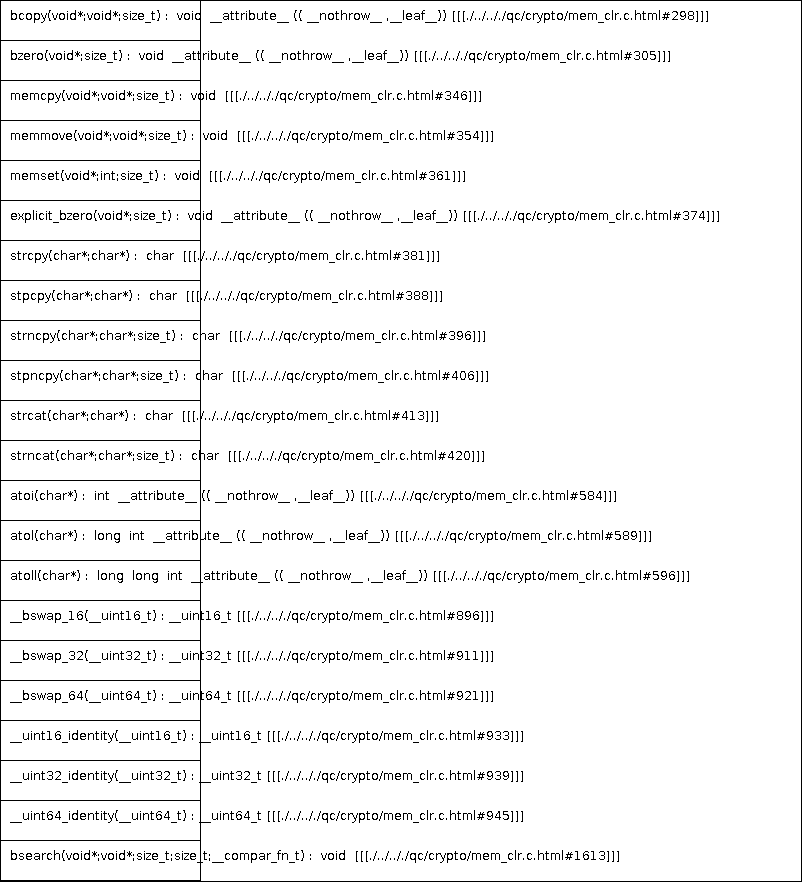 bcopy(void*;void*;size_t) : void __attribute__ (( __nothrow__ ,__leaf__)) [[[./../.././qc/crypto/mem_clr.c.html#298]]]
bzero(void*;size_t) : void __attribute__ (( __nothrow__ ,__leaf__)) [[[./../.././qc/crypto/mem_clr.c.html#305]]]
memcpy(void*;void*;size_t) : void [[[./../.././qc/crypto/mem_clr.c.html#346]]]
memmove(void*;void*;size_t) : void [[[./../.././qc/crypto/mem_clr.c.html#354]]]
memset(void*;int;size_t) : void [[[./../.././qc/crypto/mem_clr.c.html#361]]]
explicit_bzero(void*;size_t) : void __attribute__ (( __nothrow__ ,__leaf__)) [[[./../.././qc/crypto/mem_clr.c.html#374]]]
strcpy(char*;char*) : char [[[./../.././qc/crypto/mem_clr.c.html#381]]]
stpcpy(char*;char*) : char [[[./../.././qc/crypto/mem_clr.c.html#388]]]
strncpy(char*;char*;size_t) : char [[[./../.././qc/crypto/mem_clr.c.html#396]]]
stpncpy(char*;char*;size_t) : char [[[./../.././qc/crypto/mem_clr.c.html#406]]]
strcat(char*;char*) : char [[[./../.././qc/crypto/mem_clr.c.html#413]]]
strncat(char*;char*;size_t) : char [[[./../.././qc/crypto/mem_clr.c.html#420]]]
atoi(char*) : int __attribute__ (( __nothrow__ ,__leaf__)) [[[./../.././qc/crypto/mem_clr.c.html#584]]]
atol(char*) : long int __attribute__ (( __nothrow__ ,__leaf__)) [[[./../.././qc/crypto/mem_clr.c.html#589]]]
atoll(char*) : long long int __attribute__ (( __nothrow__ ,__leaf__)) [[[./../.././qc/crypto/mem_clr.c.html#596]]]
__bswap_16(__uint16_t) : __uint16_t [[[./../.././qc/crypto/mem_clr.c.html#896]]]
__bswap_32(__uint32_t) : __uint32_t [[[./../.././qc/crypto/mem_clr.c.html#911]]]
__bswap_64(__uint64_t) : __uint64_t [[[./../.././qc/crypto/mem_clr.c.html#921]]]
__uint16_identity(__uint16_t) : __uint16_t [[[./../.././qc/crypto/mem_clr.c.html#933]]]
__uint32_identity(__uint32_t) : __uint32_t [[[./../.././qc/crypto/mem_clr.c.html#939]]]
__uint64_identity(__uint64_t) : __uint64_t [[[./../.././qc/crypto/mem_clr.c.html#945]]]
bsearch(void*;void*;size_t;size_t;__compar_fn_t) : void [[[./../.././qc/crypto/mem_clr.c.html#1613]]]